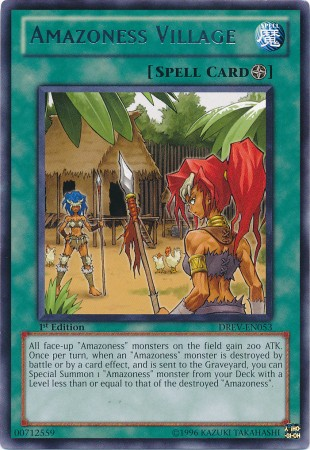 AMAZONESS VILLAGE
SPELL
魔
[SPELL CARD]
1st Edition
DREV-EN053
All face-up "Amazoness" monsters on the field gain 200 ATK.
Once per turn, when an "Amazoness" monster is destroyed by
battle or by a card effect, and is sent to the Graveyard, you can
Special Summon 1 "Amazoness" monster from your Deck with a
Level less than or equal to that of the destroyed "Amazoness".
00712559
©1996 KAZUKI TAKAHASHI